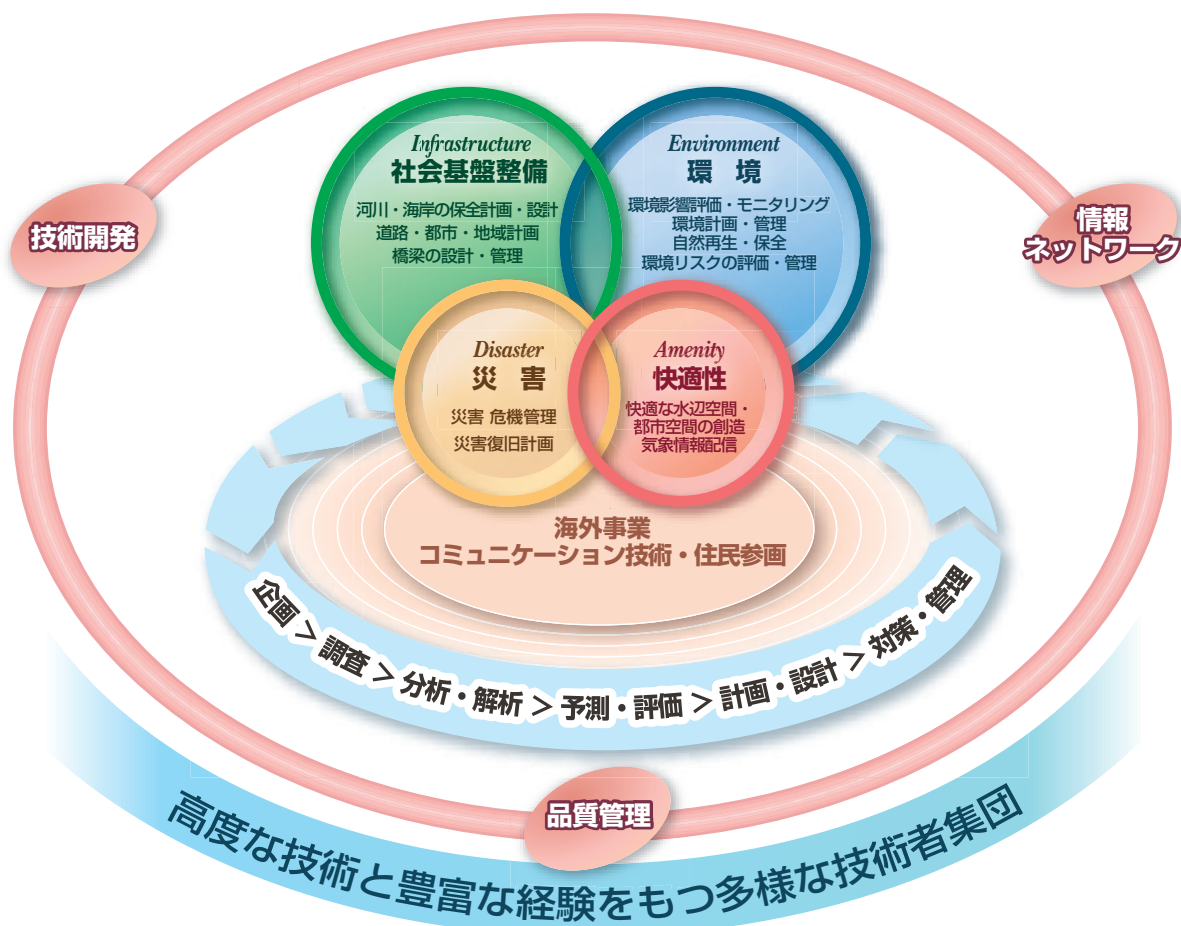 Infrastructure
社会基盤整備
河川・海岸の保全計画・設計
道路・都市・地域計画
橋梁の設計・管理
Environment
環 境
環境影響評価・モニタリング
環境計画・管理
自然再生・保全
環境リスクの評価・管理
技術開発
情報
ネットワーク
Disaster
災 害
災害 危機管理
災害復旧計画
Amenity
快適性
快適な水辺空間・
都市空間の創造
気象情報配信
海外事業
コミュニケーション技術・住民参画
企画 > 調査 > 分析・解析 > 予測・評価 > 計画・設計 > 対策・管理
品質管理
高度な技術と豊富な経験をもつ多様な技術者集団